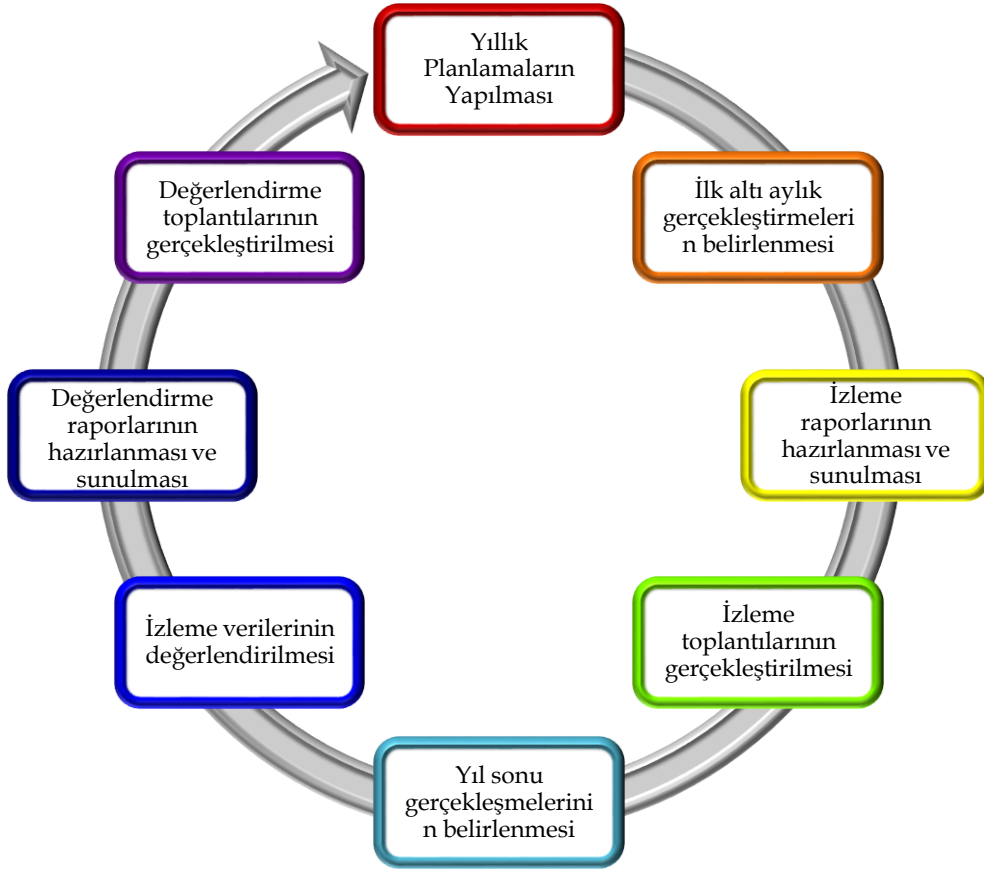 Yıllık
Planlamaların
Yapılması
İlk altı aylık
gerçekleştirmeleri
n belirlenmesi
İzleme
raporlarının
hazırlanması ve
sunulması
İzleme
toplantılarının
gerçekleştirilmesi
Yıl sonu
gerçekleşmelerini
n belirlenmesi
İzleme verilerinin
değerlendirilmesi
Değerlendirme
raporlarının
hazırlanması ve
sunulması
Değerlendirme
toplantılarının
gerçekleştirilmesi